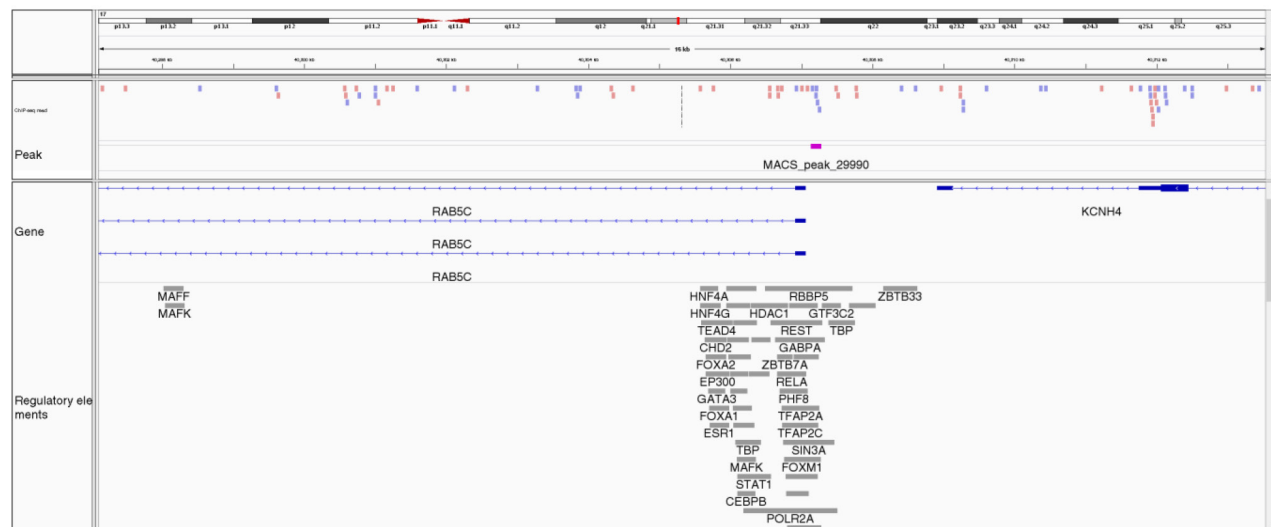 17
p13.3 p13.2 p13.1 p12 p11.2 p11.1 q11.1 q11.2 q12 q21.1 q21.31 q21.32 q21.33 q22 q23.1 q23.2 q23.3 q24.1 q24.2 q24.3 q25.1 q25.2 q25.3
15 kb
ChIP-seq read
Peak
MACS_peak_29990
Gene
RAB5C
KCNH4
RAB5C
RAB5C
MAFF
HNF4A
RBBP5
ZBTB33
MAFK
HNF4G
HDAC1
GTF3C2
TEAD4
REST
TBP
CHD2
GABPA
FOXA2
ZBTB7A
EP300
RELA
Regulatory ele
ments
GATA3
PHF8
FOXA1
TFAP2A
ESR1
TFAP2C
TBP
SIN3A
MAFK
FOXM1
STAT1
CEBPB
POLR2A